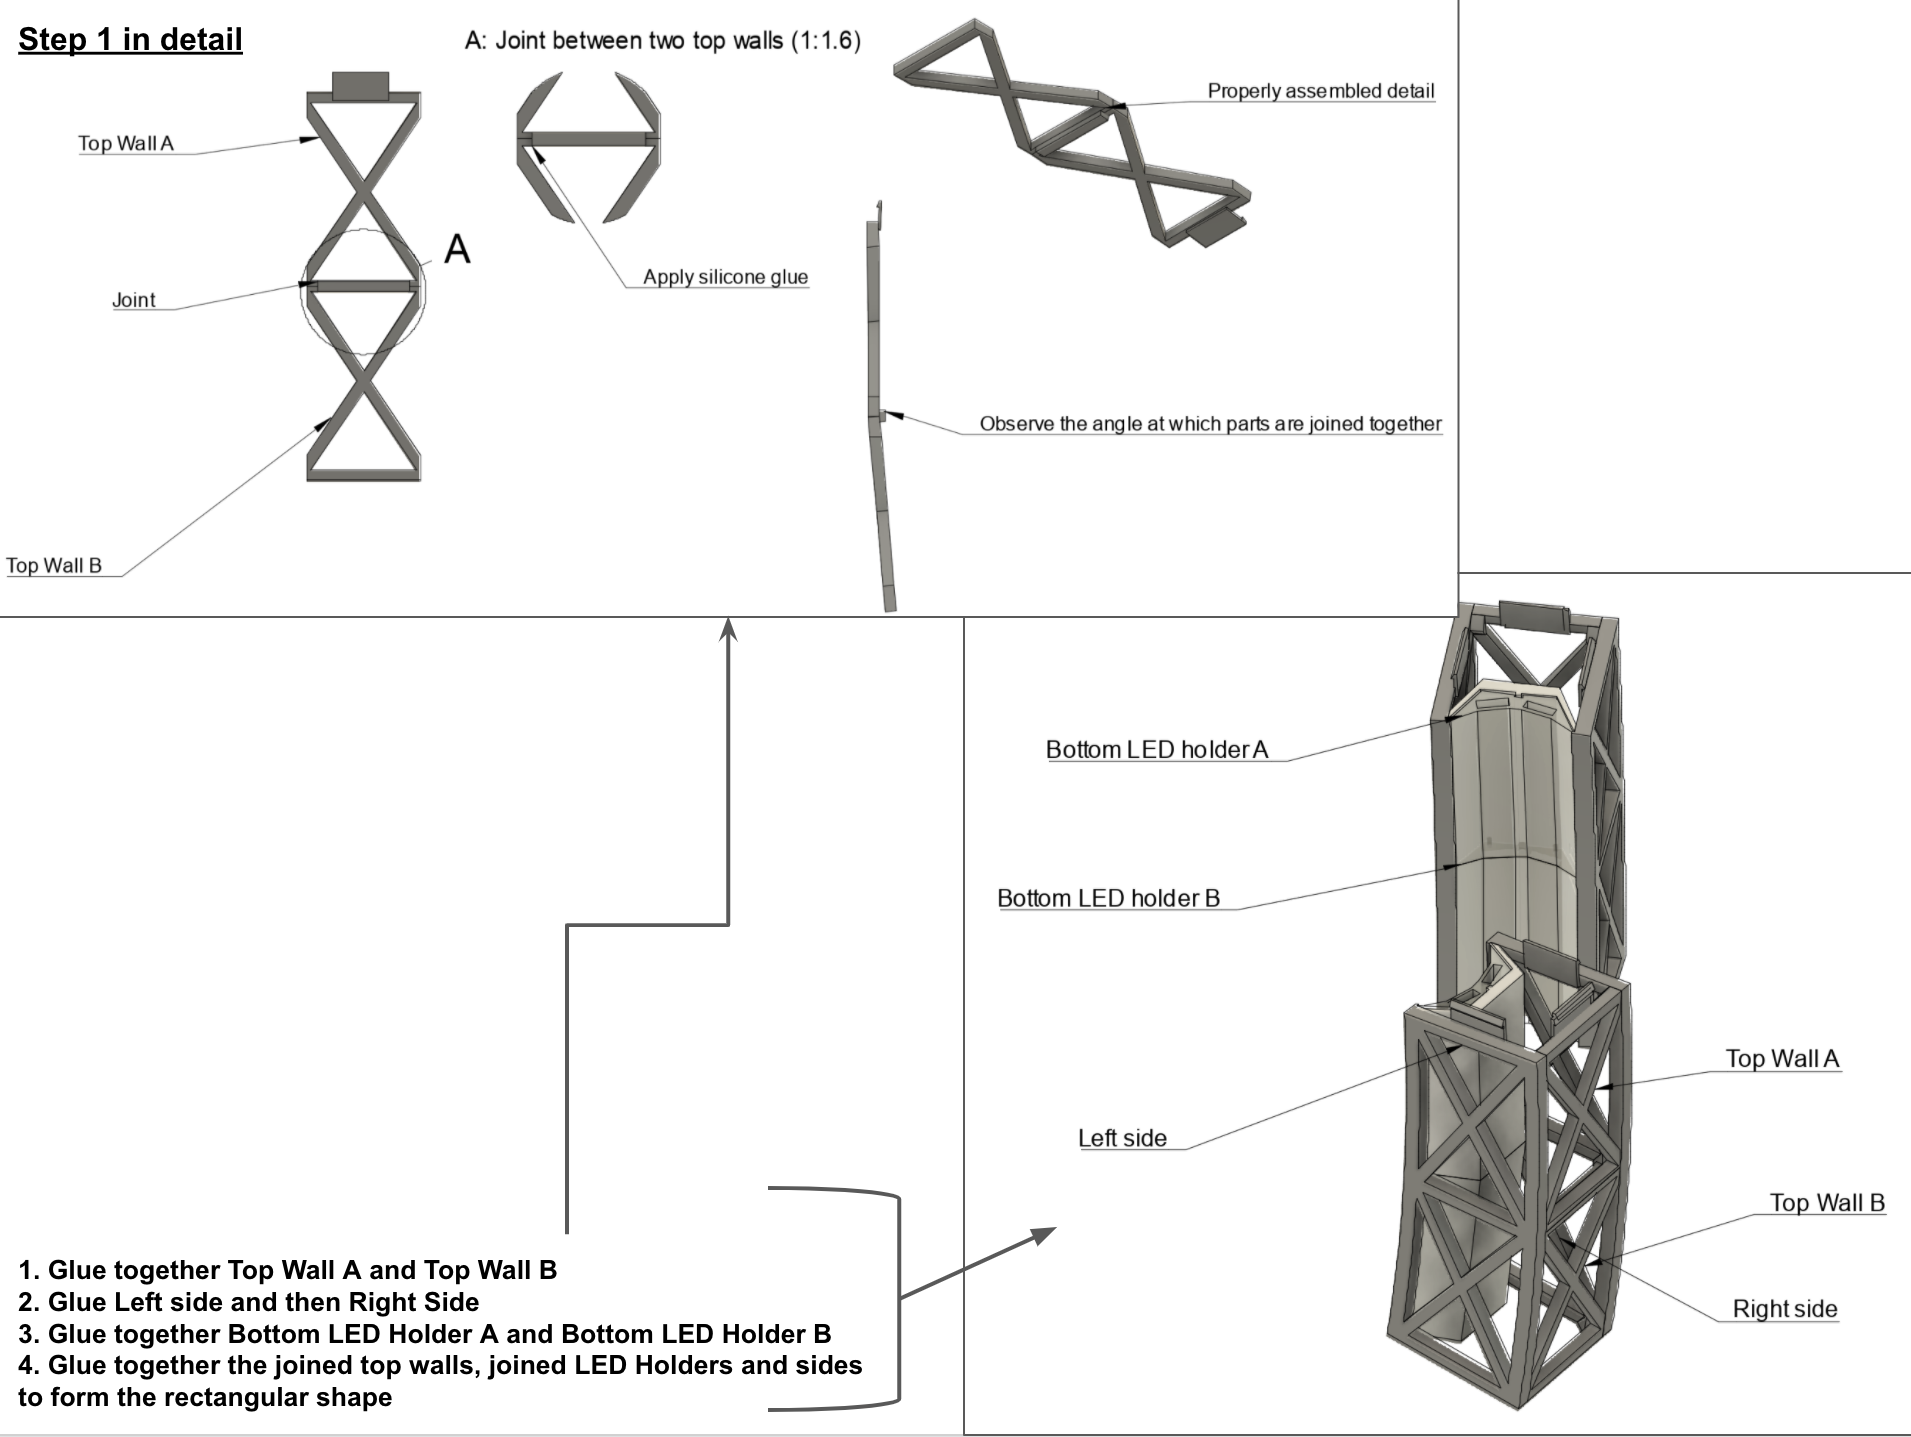 Step 1 in detail
A: Joint between two top walls (1:1.6)
Properly assembled detail
Top Wall A
A
Apply silicone glue
Joint
Observe the angle at which parts are joined together
Top Wall B
Bottom LED holder A
Bottom LED holder B
Top Wall A
Left side
Top Wall B
Right side
1. Glue together Top Wall A and Top Wall B
2. Glue Left side and then Right Side
3. Glue together Bottom LED Holder A and Bottom LED Holder B
4. Glue together the joined top walls, joined LED Holders and sides
to form the rectangular shape